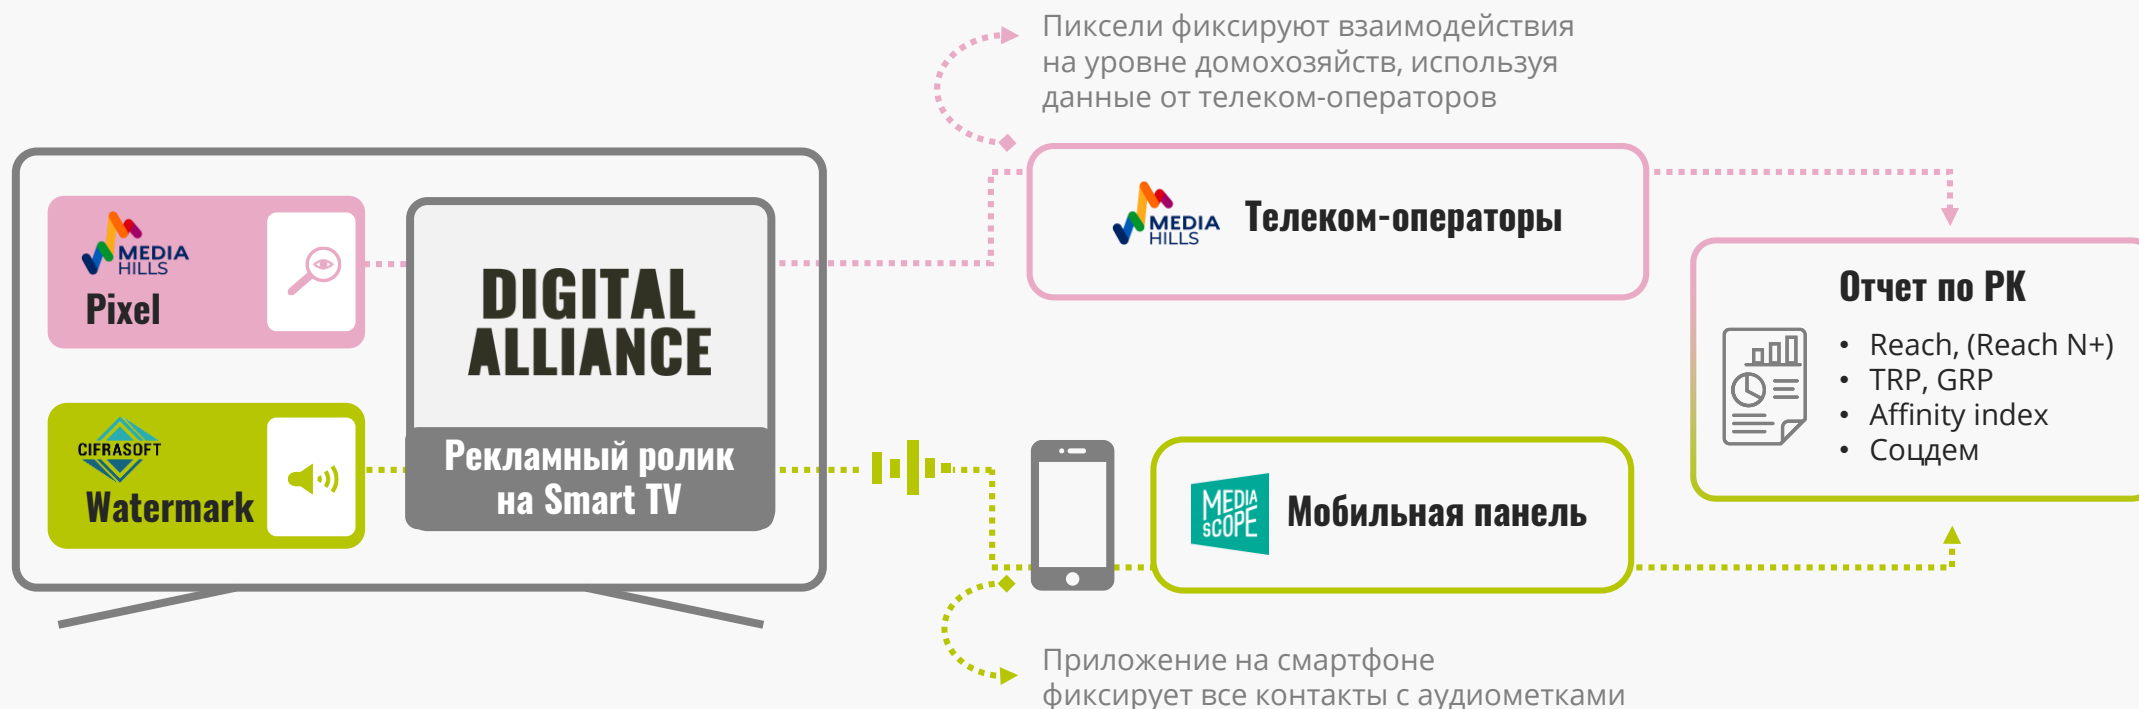 Пиксели фиксируют взаимодействия
на уровне домохозяйств, используя
данные от телеком-операторов
MEDIA
HILLS
Pixel
DIGITAL
ALLIANCE
MEDIA
HILLS
Телеком-операторы
CIFRASOFT
Watermark
Рекламный ролик
на Smart TV
MEDIA
SCOPE
Мобильная панель
Отчет по РК
• Reach, (Reach N+)
• TRP, GRP
• Affinity index
• Соцдем
Приложение на смартфоне
фиксирует все контакты с аудиометками